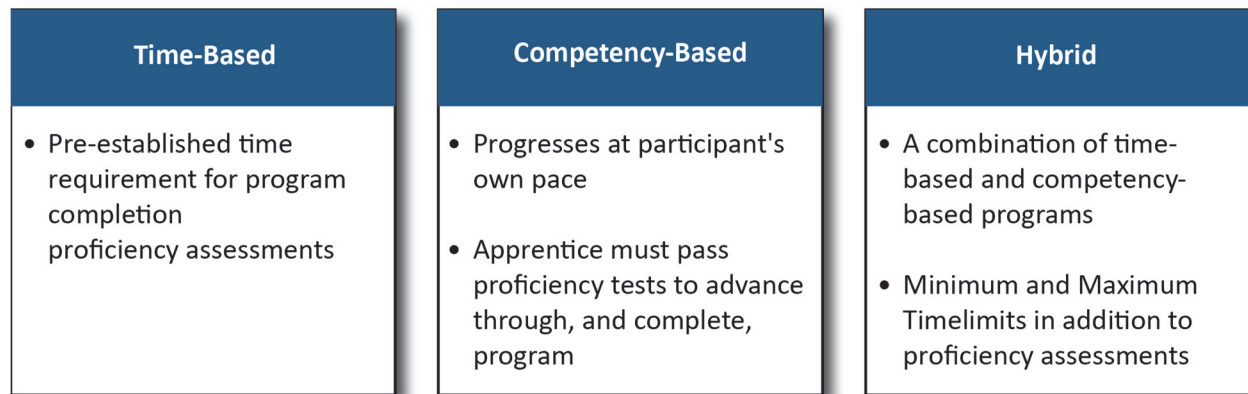 Time-Based
• Pre-established time
requirement for program
completion
proficiency assessments
Competency-Based
• Progresses at participant's
own pace
• Apprentice must pass
proficiency tests to advance
through, and complete,
program
Hybrid
• A combination of time-
based and competency-
based programs
• Minimum and Maximum
Timelimits in addition to
proficiency assessments